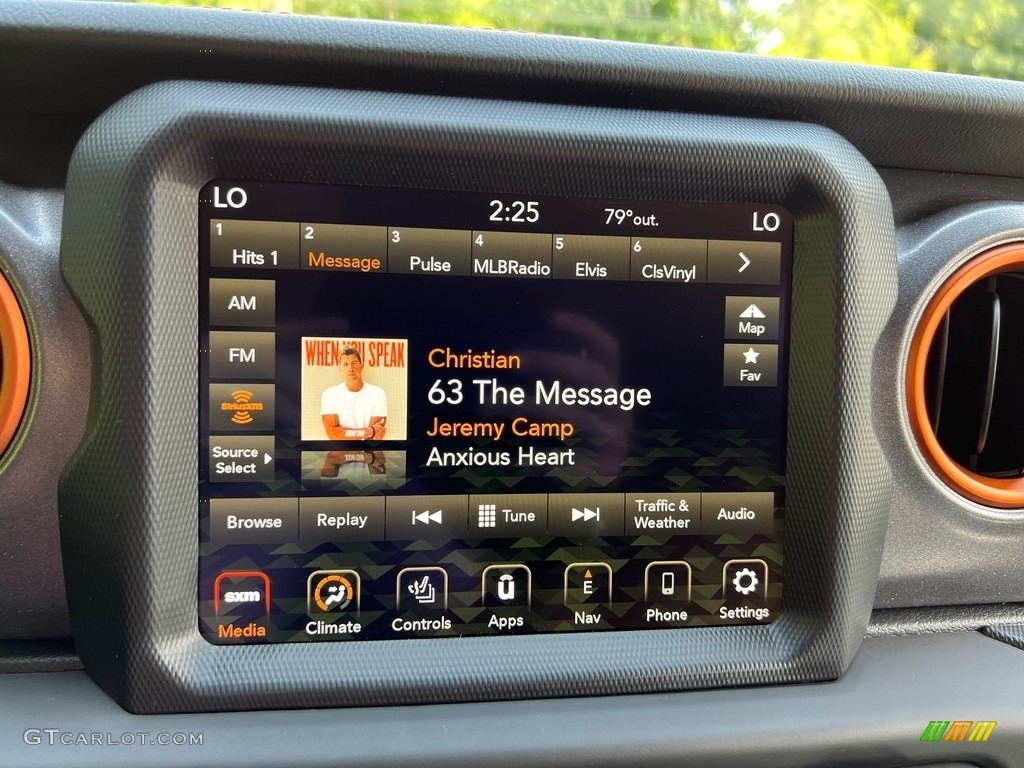 LO 2:25 79° out. LO
1 Hits 1 2 Message 3 Pulse 4 MLBRadio 5 Elvis 6 ClsVinyl
AM
FM
SiriusXM
Source Select
WHEN YOU SPEAK
Christian
63 The Message
Jeremy Camp
Anxious Heart
Map
Fav
Browse Replay Tune Traffic & Weather Audio
sxm E
Media Climate Controls Apps Nav Phone Settings
GTCARLOT.COM